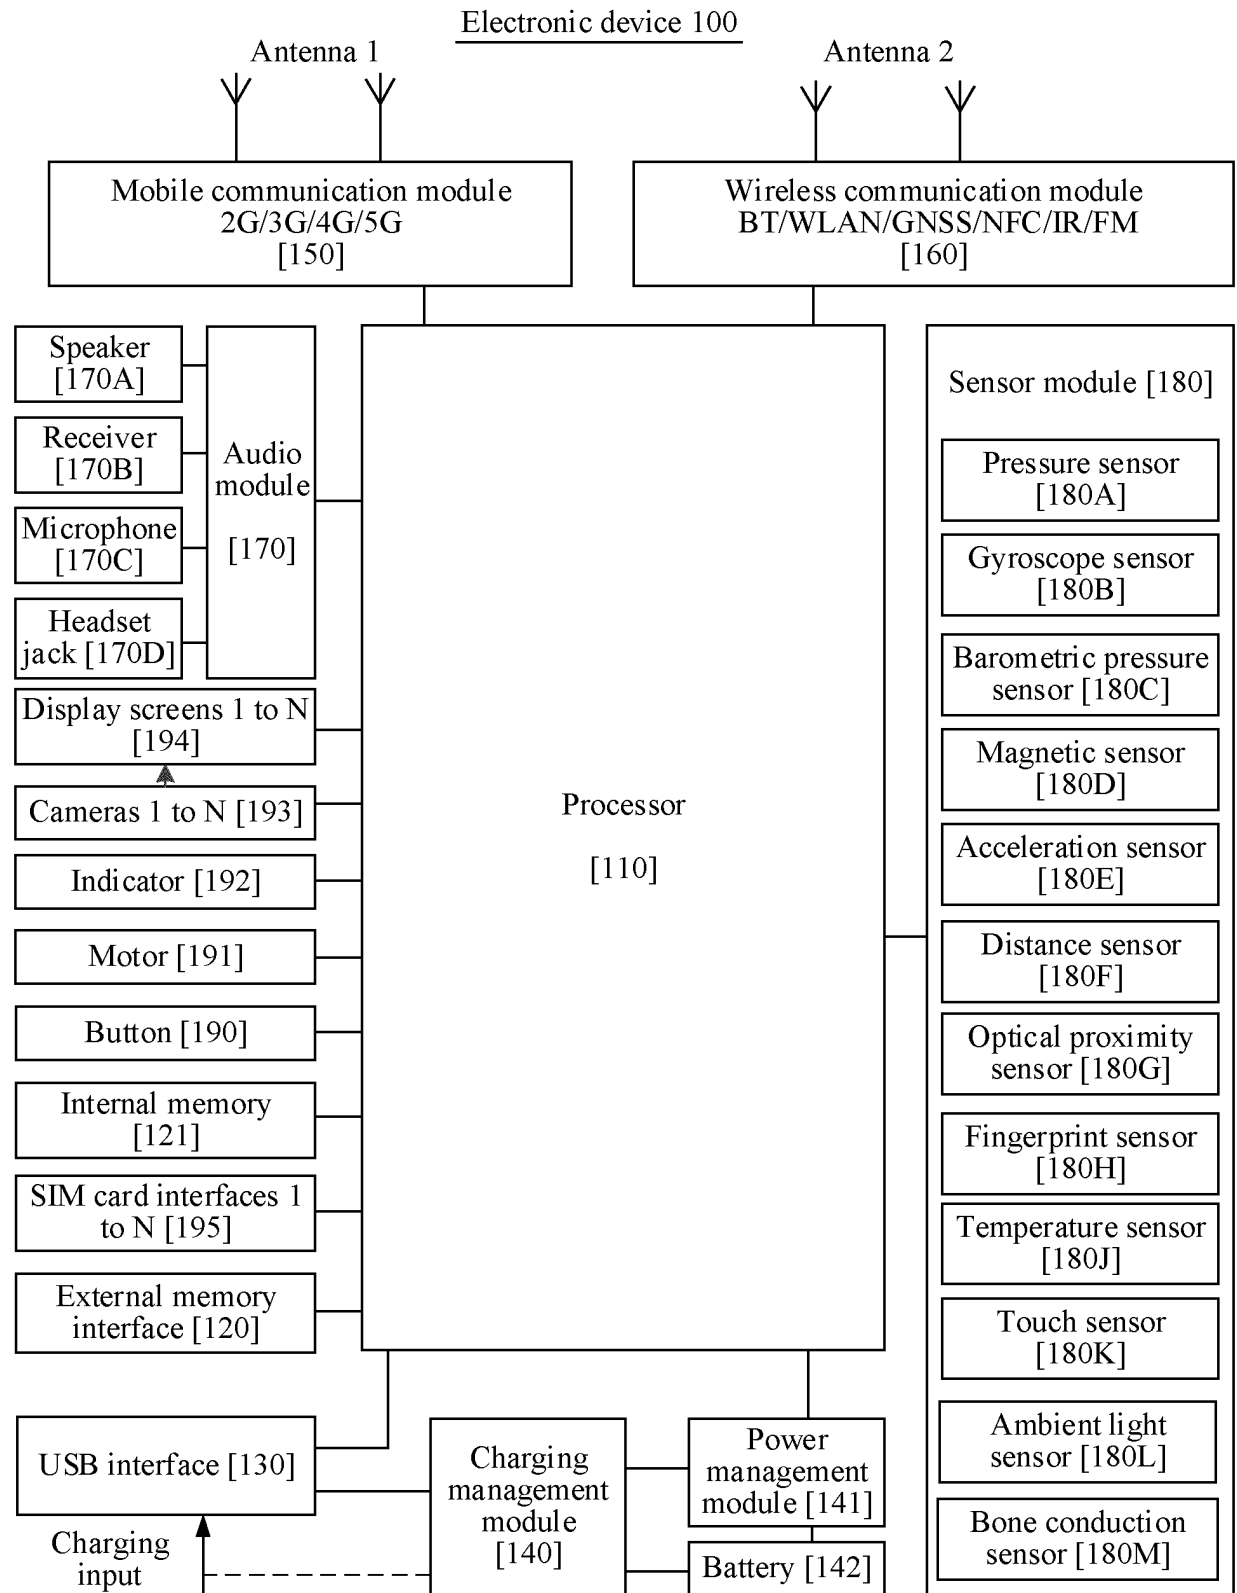 Electronic device 100
Antenna 1
Antenna 2
Mobile communication module
2G/3G/4G/5G
[150]
Wireless communication module
BT/WLAN/GNSS/NFC/IR/FM
[160]
Speaker
[170A]
Receiver
[170B]
Microphone
[170C]
Headset
jack [170D]
Audio
module
[170]
Display screens 1 to N
[194]
Cameras 1 to N [193]
Indicator [192]
Motor [191]
Button [190]
Internal memory
[121]
SIM card interfaces 1
to N [195]
External memory
interface [120]
Processor
[110]
Sensor module [180]
Pressure sensor
[180A]
Gyroscope sensor
[180B]
Barometric pressure
sensor [180C]
Magnetic sensor
[180D]
Acceleration sensor
[180E]
Distance sensor
[180F]
Optical proximity
sensor [180G]
Fingerprint sensor
[180H]
Temperature sensor
[180J]
Touch sensor
[180K]
Ambient light
sensor [180L]
Bone conduction
sensor [180M]
USB interface [130]
Charging
input
Charging
management
module
[140]
Power
management
module [141]
Battery [142]